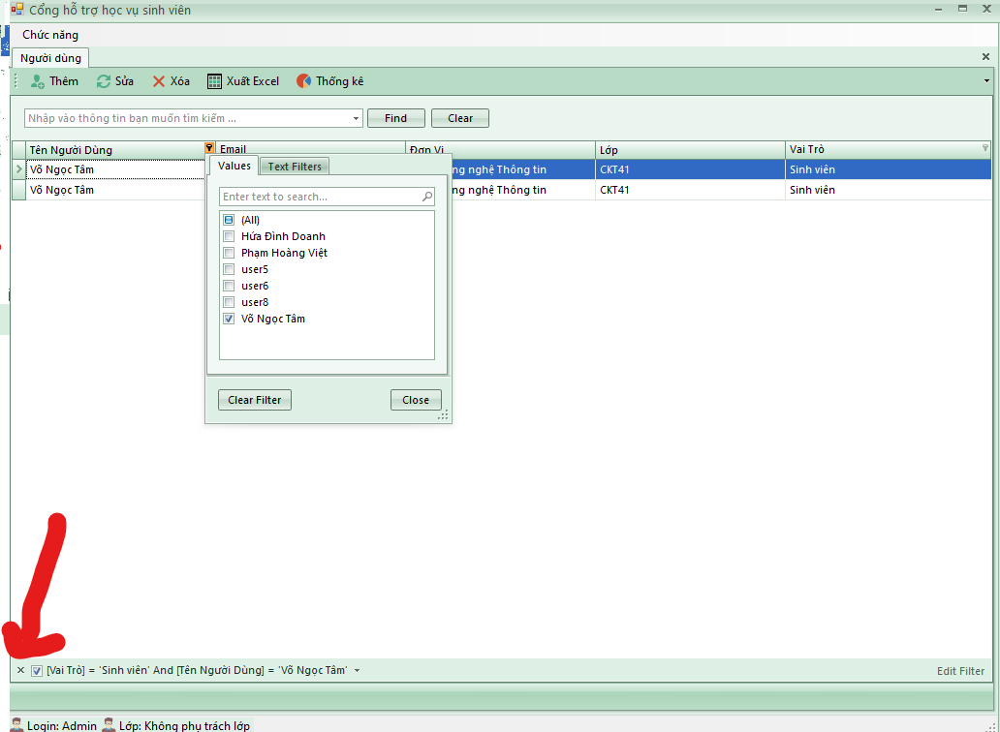 Cổng hỗ trợ học vụ sinh viên
Chức năng
Người dùng
Thêm Sửa Xóa Xuất Excel Thống kê
Nhập vào thông tin bạn muốn tìm kiếm ... Find Clear
Tên Người Dùng Email Đơn Vị Lớp Vai Trò
Võ Ngọc Tâm ng nghệ Thông tin CKT41 Sinh viên
Võ Ngọc Tâm ng nghệ Thông tin CKT41 Sinh viên
Values Text Filters
Enter text to search...
(All)
Hứa Đình Doanh
Phạm Hoàng Việt
user5
user6
user8
Võ Ngọc Tâm
Clear Filter Close
[Vai Trò] = 'Sinh viên' And [Tên Người Dùng] = 'Võ Ngọc Tâm' Edit Filter
Login: Admin Lớp: Không phụ trách lớp